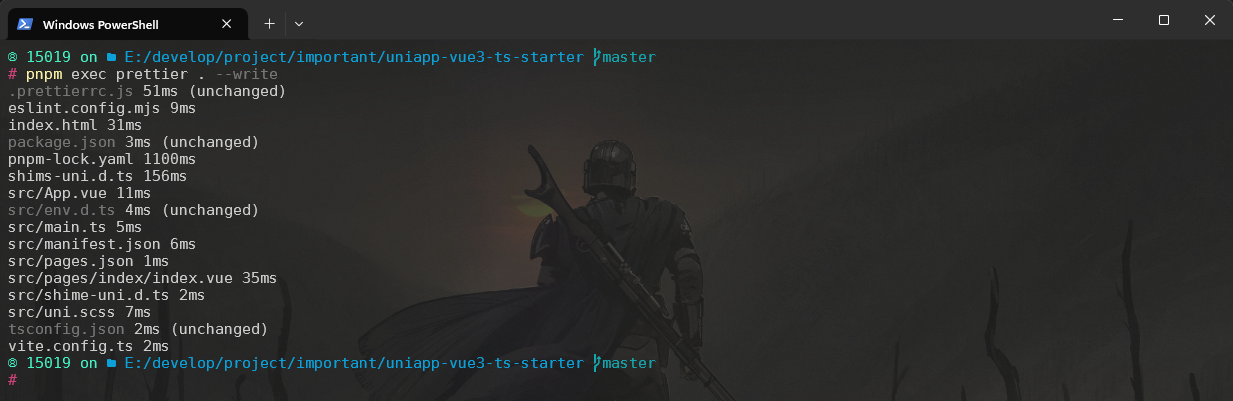 Windows PowerShell
15019 on E:/develop/project/important/uniapp-vue3-ts-starter master
# pnpm exec prettier . --write
.prettierrc.js 51ms (unchanged)
eslint.config.mjs 9ms
index.html 31ms
package.json 3ms (unchanged)
pnpm-lock.yaml 1100ms
shims-uni.d.ts 156ms
src/App.vue 11ms
src/env.d.ts 4ms (unchanged)
src/main.ts 5ms
src/manifest.json 6ms
src/pages.json 1ms
src/pages/index/index.vue 35ms
src/shime-uni.d.ts 2ms
src/uni.scss 7ms
tsconfig.json 2ms (unchanged)
vite.config.ts 2ms
15019 on E:/develop/project/important/uniapp-vue3-ts-starter master
#